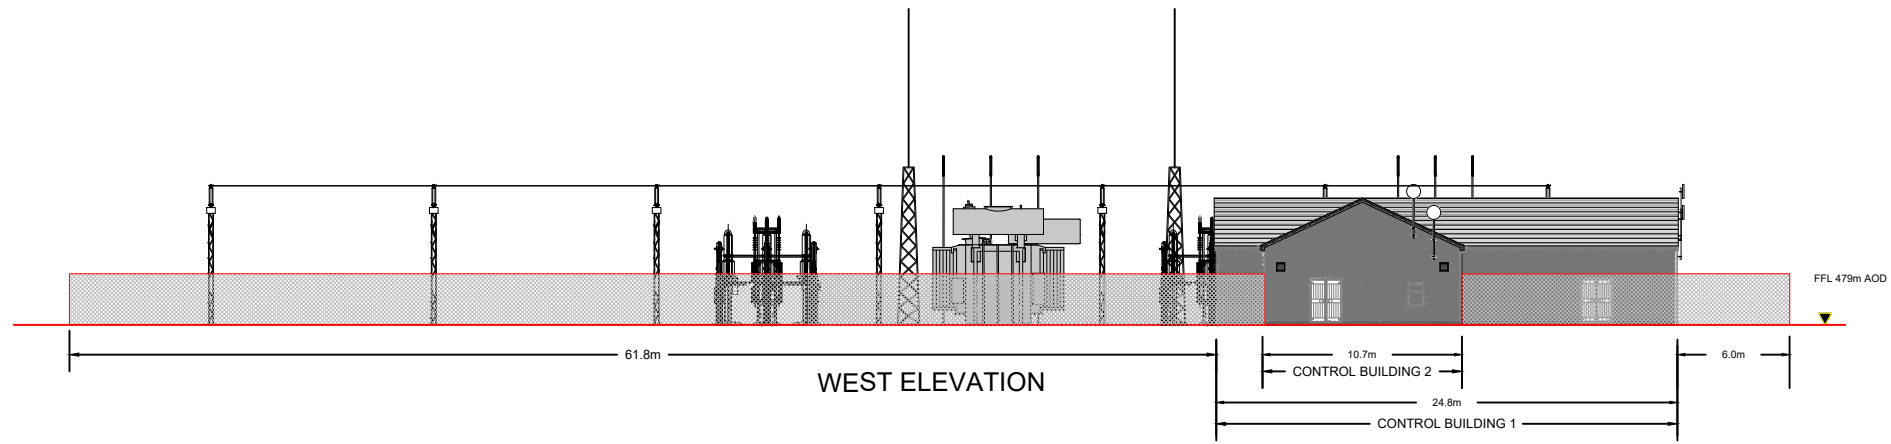 FFL 479m AOD
61.8m
10.7m
6.0m
CONTROL BUILDING 2
WEST ELEVATION
24.8m
CONTROL BUILDING 1